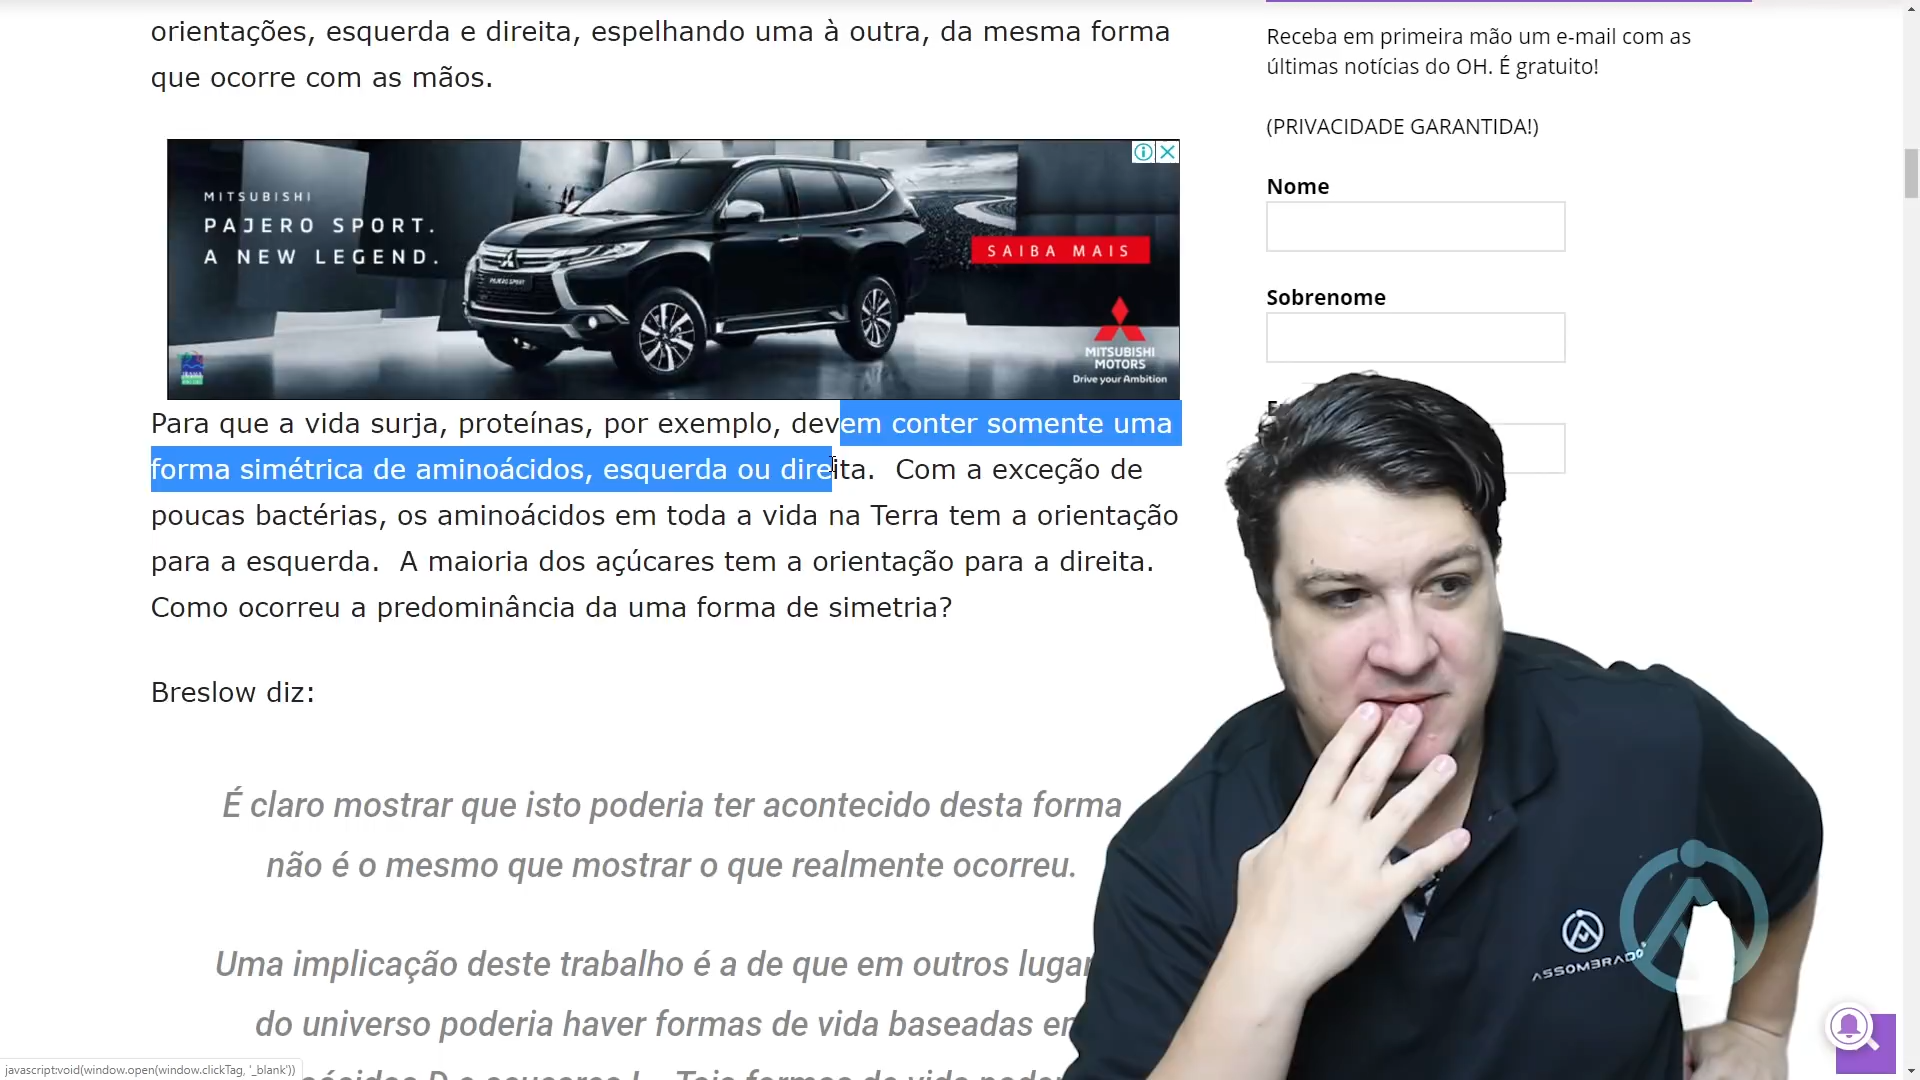 orientações, esquerda e direita, espelhando uma à outra, da mesma forma
que ocorre com as mãos.
MITSUBISHI
PAJERO SPORT.
A NEW LEGEND.
SAIBA MAIS
PAJERO SPORT
MITSUBISHI
MOTORS
Drive your Ambition
Para que a vida surja, proteínas, por exemplo, devem conter somente uma
forma simétrica de aminoácidos, esquerda ou direita.  Com a exceção de
poucas bactérias, os aminoácidos em toda a vida na Terra tem a orientação
para a esquerda.  A maioria dos açúcares tem a orientação para a direita.
Como ocorreu a predominância da uma forma de simetria?
Breslow diz:
É claro mostrar que isto poderia ter acontecido desta forma
não é o mesmo que mostrar o que realmente ocorreu.
Uma implicação deste trabalho é a de que em outros
do universo poderia haver formas de vida baseadas
D e açucares L. Tais formas de vida
Receba em primeira mão um e-mail com as
últimas notícias do OH. É gratuito!
(PRIVACIDADE GARANTIDA!)
Nome
Sobrenome
ASSOMBRADO
javascript:void(window.open(window.clickTag, '_blank'))